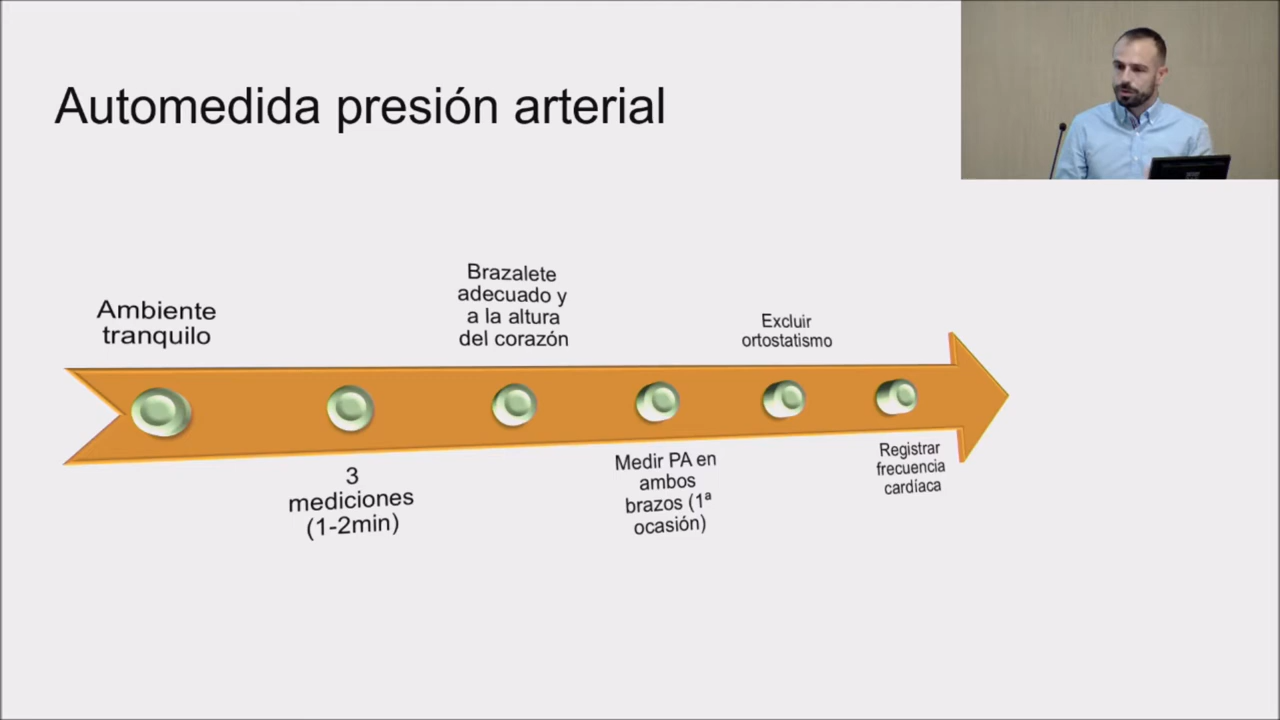 Automedida presión arterial
Ambiente
tranquilo
3
mediciones
(1-2min)
Brazalete
adecuado y
a la altura
del corazón
Medir PA en
ambos
brazos (1ª
ocasión)
Excluir
ortostatismo
Registrar
frecuencia
cardíaca